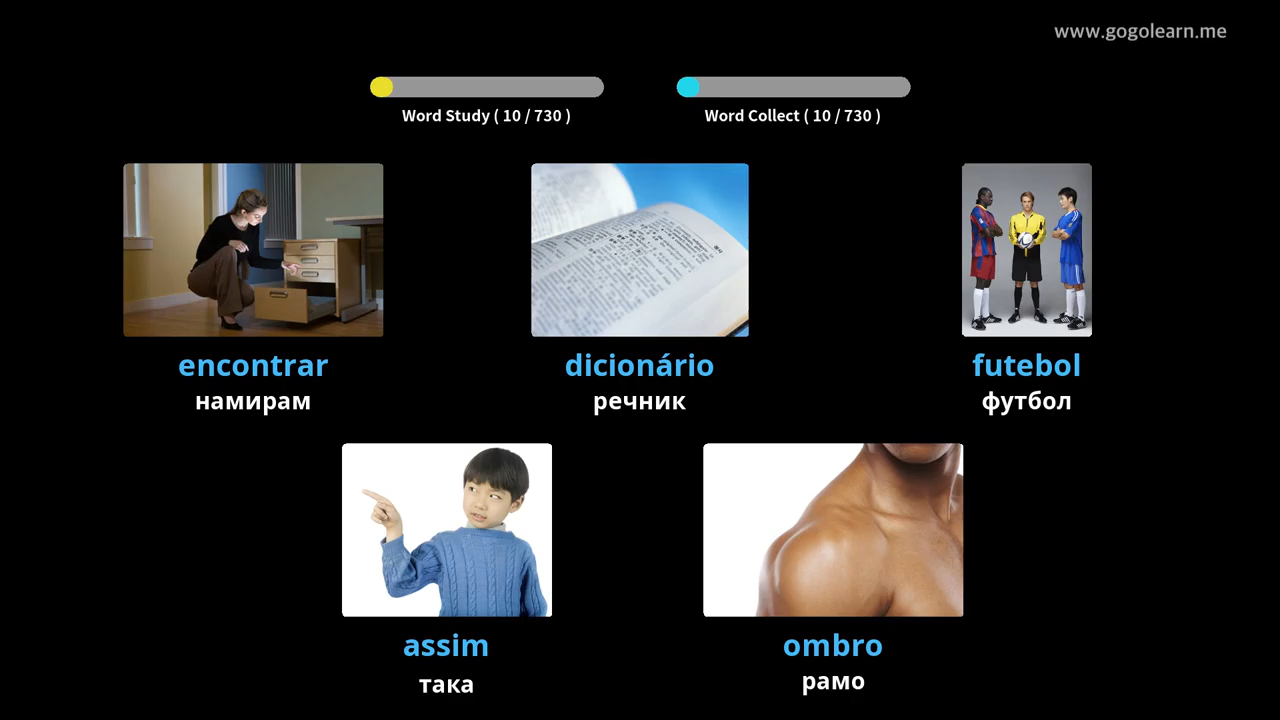 www.gogolearn.me
Word Study ( 10 / 730 )
Word Collect ( 10 / 730 )
encontrar
намирам
dicionário
речник
futebol
футбол
assim
така
ombro
рамо